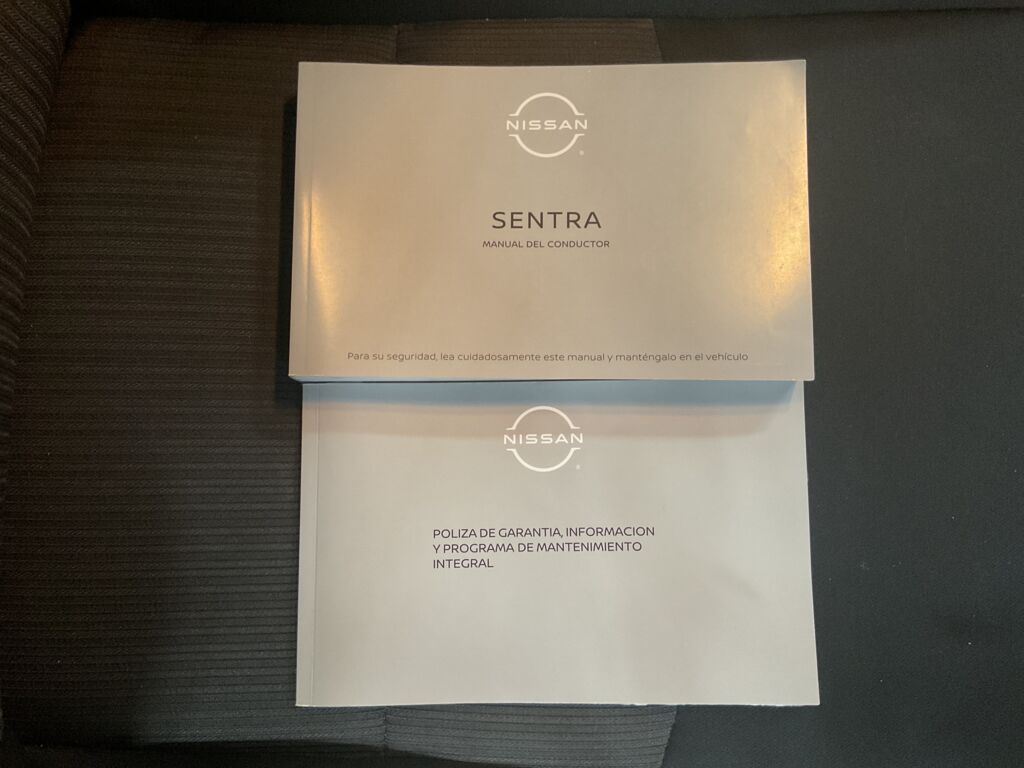 NISSAN
SENTRA
MANUAL DEL CONDUCTOR
Para su seguridad, lea cuidadosamente este manual y manténgalo en el vehículo
NISSAN
POLIZA DE GARANTIA, INFORMACION
Y PROGRAMA DE MANTENIMIENTO
INTEGRAL